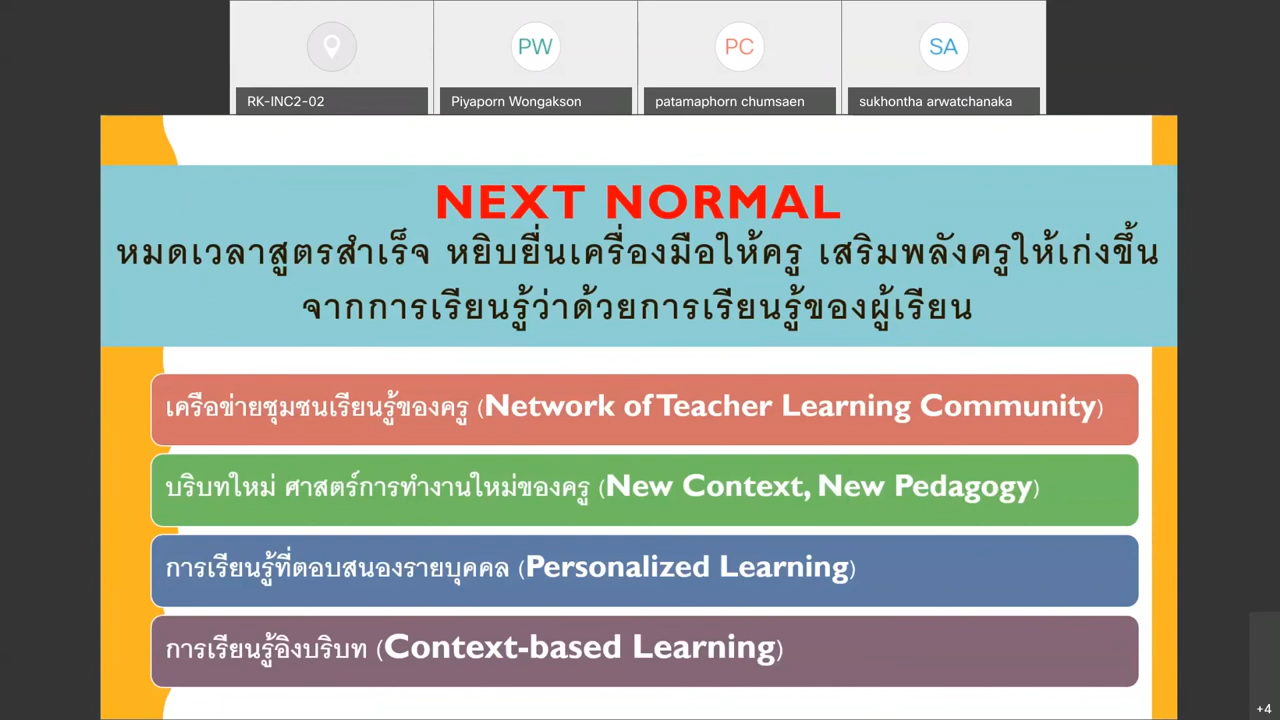 PW
PC
SA
RK-INC2-02
Piyaporn Wongakson
patamaphorn chumsaen
sukhontha arwatchanaka
NEXT NORMAL
หมดเวลาสูตรสำเร็จ หยิบยื่นเครื่องมือให้ครู เสริมพลังครูให้เก่งขึ้น
จากการเรียนรู้ว่าด้วยการเรียนรู้ของผู้เรียน
เครือข่ายชุมชนเรียนรู้ของครู (Network of Teacher Learning Community)
บริบทใหม่ ศาสตร์การทำงานใหม่ของครู (New Context, New Pedagogy)
การเรียนรู้ที่ตอบสนองรายบุคคล (Personalized Learning)
การเรียนรู้อิงบริบท (Context-based Learning)
+4